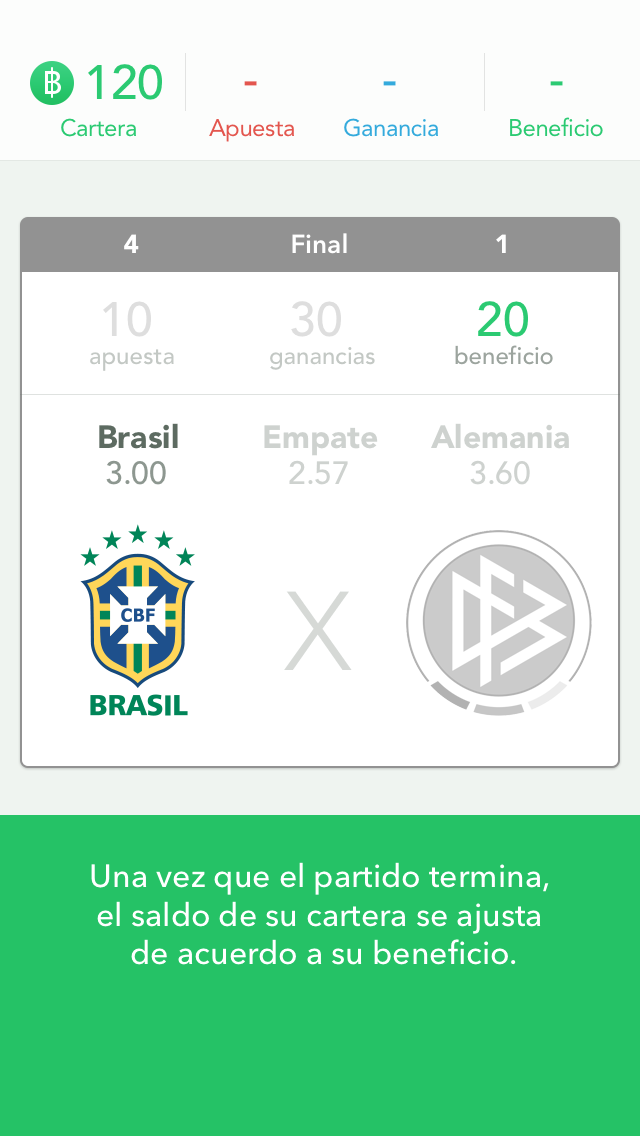 ฿ 120 - - -
Cartera Apuesta Ganancia Beneficio
4 Final 1
10 30 20
apuesta ganancias beneficio
Brasil Empate Alemania
3.00 2.57 3.60
CBF X
BRASIL
Una vez que el partido termina,
el saldo de su cartera se ajusta
de acuerdo a su beneficio.